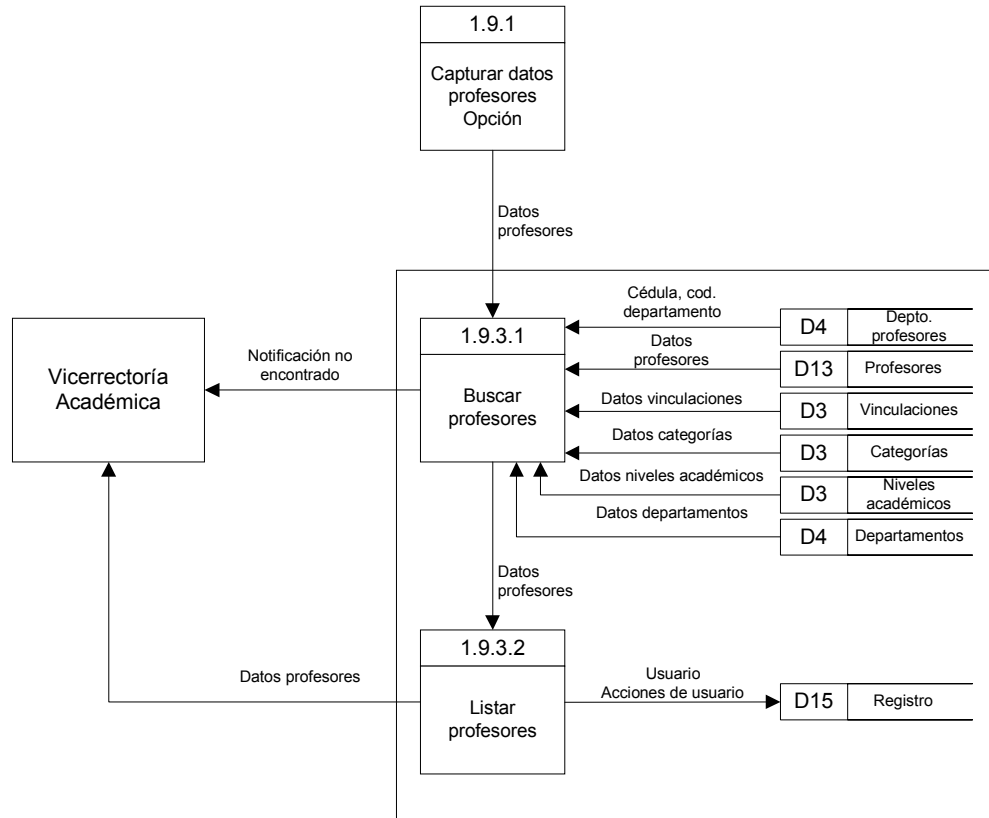 1.9.1
Capturar datos
profesores
Opción
Datos
profesores
Cédula, cod.
departamento
D4
Depto.
profesores
1.9.3.1
Buscar
profesores
Vicerrectoría
Académica
Notificación no
encontrado
Datos
profesores
D13
Profesores
Datos vinculaciones
D3
Vinculaciones
Datos categorías
D3
Categorías
Datos niveles académicos
D3
Niveles
académicos
Datos departamentos
D4
Departamentos
Datos
profesores
1.9.3.2
Listar
profesores
Datos profesores
Usuario
Acciones de usuario
D15
Registro